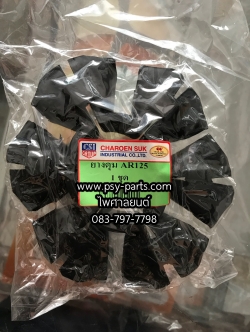 CSI
CHAROEN SUK
INDUSTRIAL CO.,LTD.
ยางดุม AR125
1 ชุด
www.psy-parts.com
ไพศาลยนต์
083-797-7798